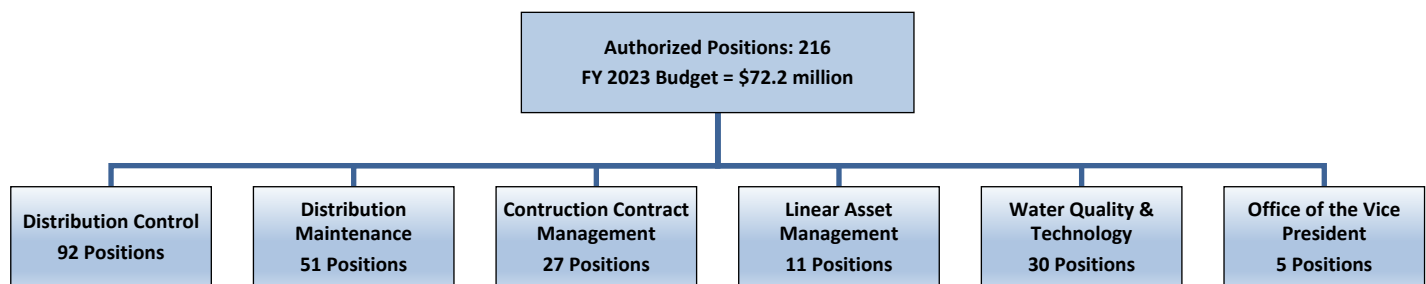 Authorized Positions: 216
FY 2023 Budget = $72.2 million
Distribution Control
92 Positions
Distribution
Maintenance
51 Positions
Contruction Contract
Management
27 Positions
Linear Asset
Management
11 Positions
Water Quality &
Technology
30 Positions
Office of the Vice
President
5 Positions